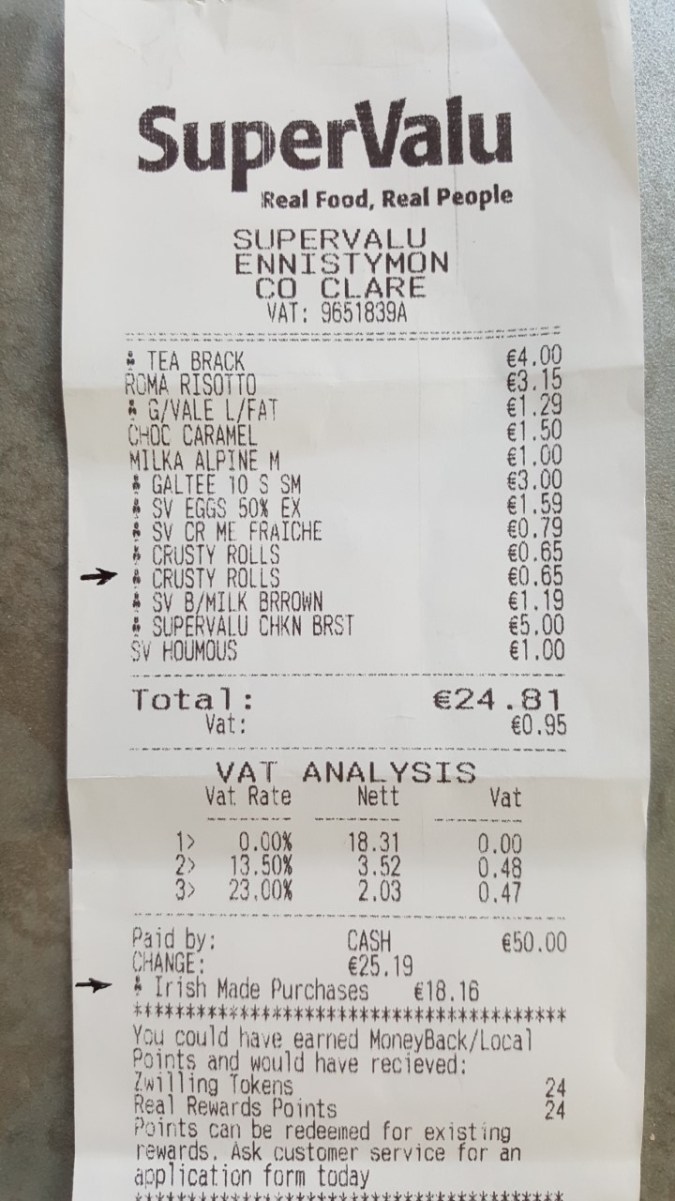 SuperValu
Real Food, Real People
SUPERVALU
ENNISTYMON
CO CLARE
VAT: 9651839A
TEA BRACK €4.00
ROMA RISOTTO €3.15
G/VALE L/FAT €1.29
CHOC CARAMEL €1.50
MILKA ALPINE M €1.00
GALTEE 10 S SM €3.00
SV EGGS 50% EX €1.59
SV CR ME FRAICHE €0.79
CRUSTY ROLLS €0.65
CRUSTY ROLLS €0.65
SV B/MILK BRROWN €1.19
SUPERVALU CHKN BRST €5.00
SV HOUMOUS €1.00
Total: €24.81
Vat: €0.95
VAT ANALYSIS
Vat Rate Nett Vat
1> 0.00% 18.31 0.00
2> 13.50% 3.52 0.48
3> 23.00% 2.03 0.47
Paid by: CASH €50.00
CHANGE: €25.19
Irish Made Purchases €18.16
******************************************
You could have earned MoneyBack/Local
Points and would have recieved:
Zwilling Tokens 24
Real Rewards Points 24
Points can be redeemed for existing
rewards. Ask customer service for an
application form today
******************************************